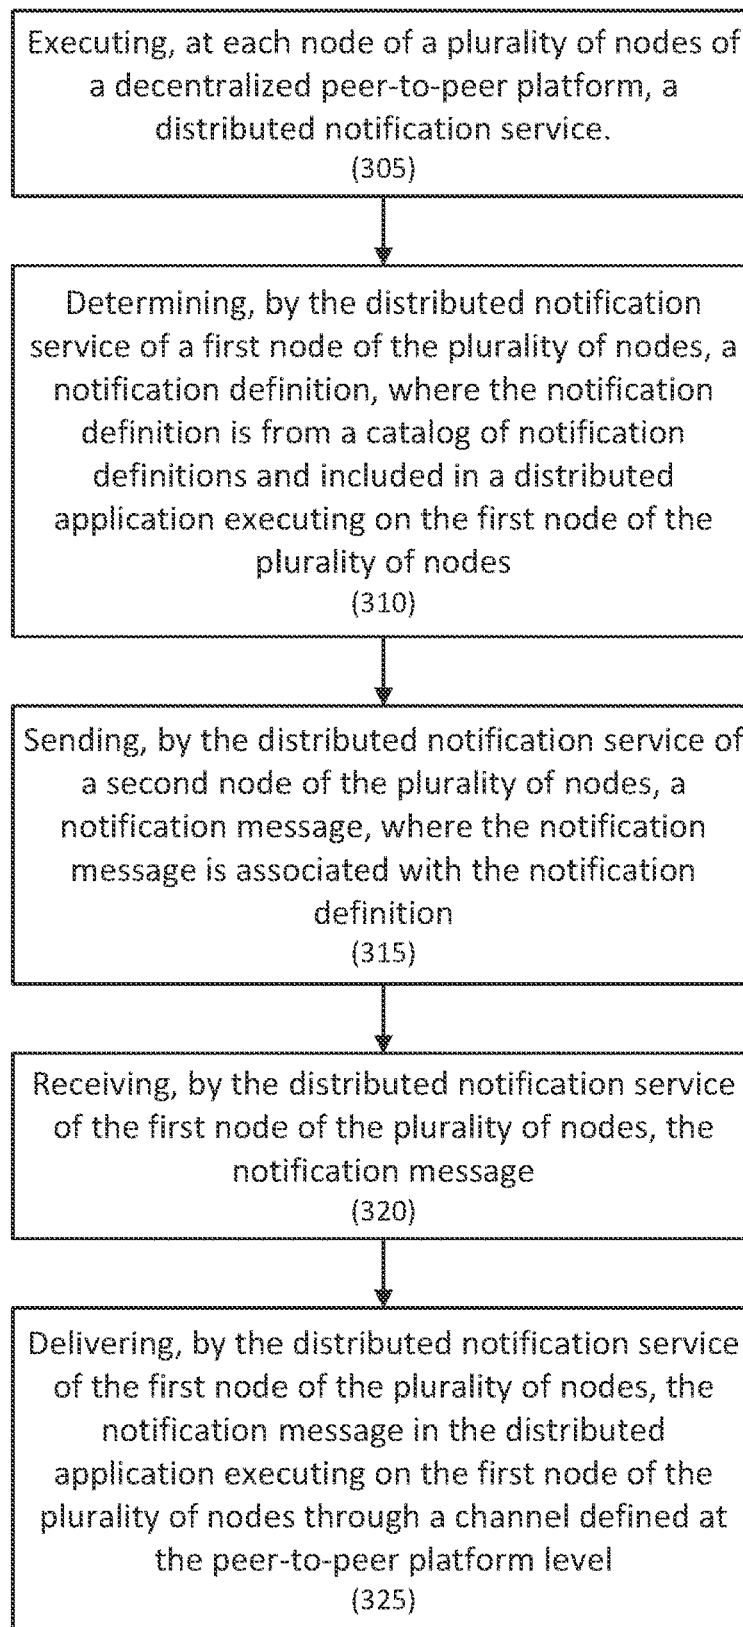 Executing, at each node of a plurality of nodes of
a decentralized peer-to-peer platform, a
distributed notification service.
(305)
Determining, by the distributed notification
service of a first node of the plurality of nodes, a
notification definition, where the notification
definition is from a catalog of notification
definitions and included in a distributed
application executing on the first node of the
plurality of nodes
(310)
Sending, by the distributed notification service of
a second node of the plurality of nodes, a
notification message, where the notification
message is associated with the notification
definition
(315)
Receiving, by the distributed notification service
of the first node of the plurality of nodes, the
notification message
(320)
Delivering, by the distributed notification service
of the first node of the plurality of nodes, the
notification message in the distributed
application executing on the first node of the
plurality of nodes through a channel defined at
the peer-to-peer platform level
(325)